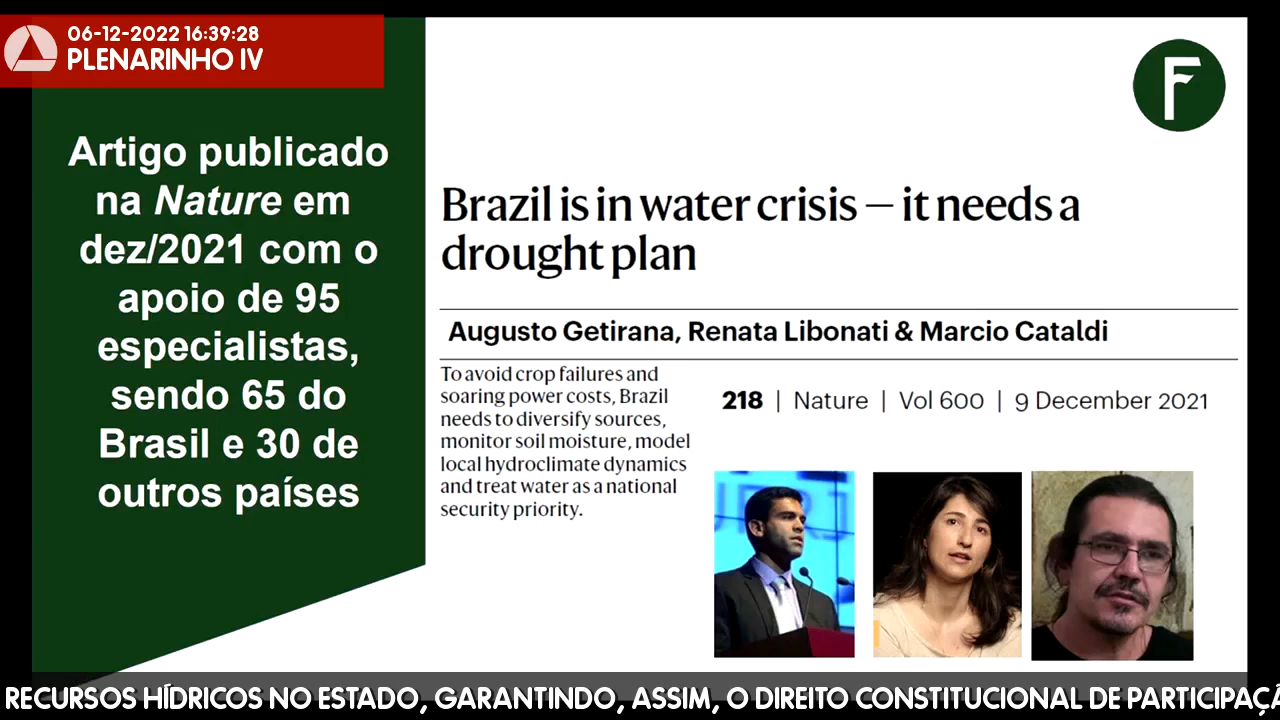 06-12-2022 16:39:28
PLENARINHO IV
F
Artigo publicado
na Nature em
dez/2021 com o
apoio de 95
especialistas,
sendo 65 do
Brasil e 30 de
outros países
Brazil is in water crisis — it needs a
drought plan
Augusto Getirana, Renata Libonati & Marcio Cataldi
To avoid crop failures and
soaring power costs, Brazil
needs to diversify sources,
monitor soil moisture, model
local hydroclimate dynamics
and treat water as a national
security priority.
218 | Nature | Vol 600 | 9 December 2021
RECURSOS HÍDRICOS NO ESTADO, GARANTINDO, ASSIM, O DIREITO CONSTITUCIONAL DE PARTICIPAÇÃ